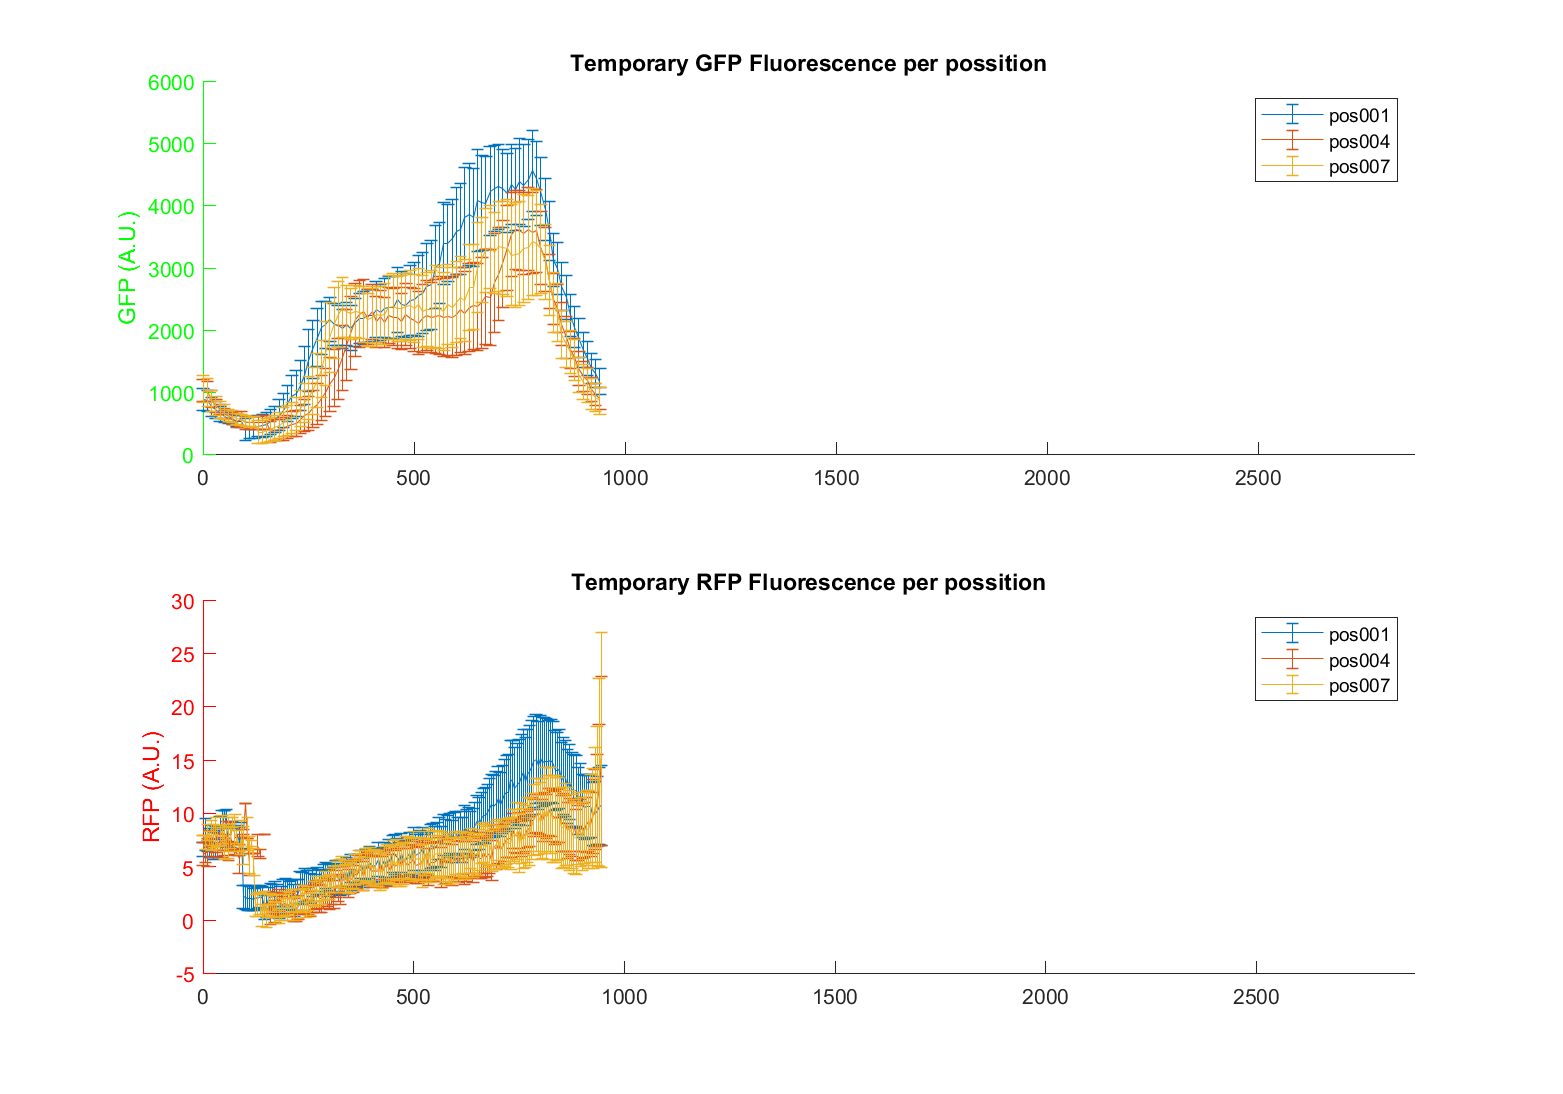 Temporary GFP Fluorescence per possition
6000
5000
4000
3000
2000
1000
0
GFP (A.U.)
0 500 1000 1500 2000 2500
pos001
pos004
pos007
Temporary RFP Fluorescence per possition
30
25
20
15
10
5
0
-5
RFP (A.U.)
0 500 1000 1500 2000 2500
pos001
pos004
pos007